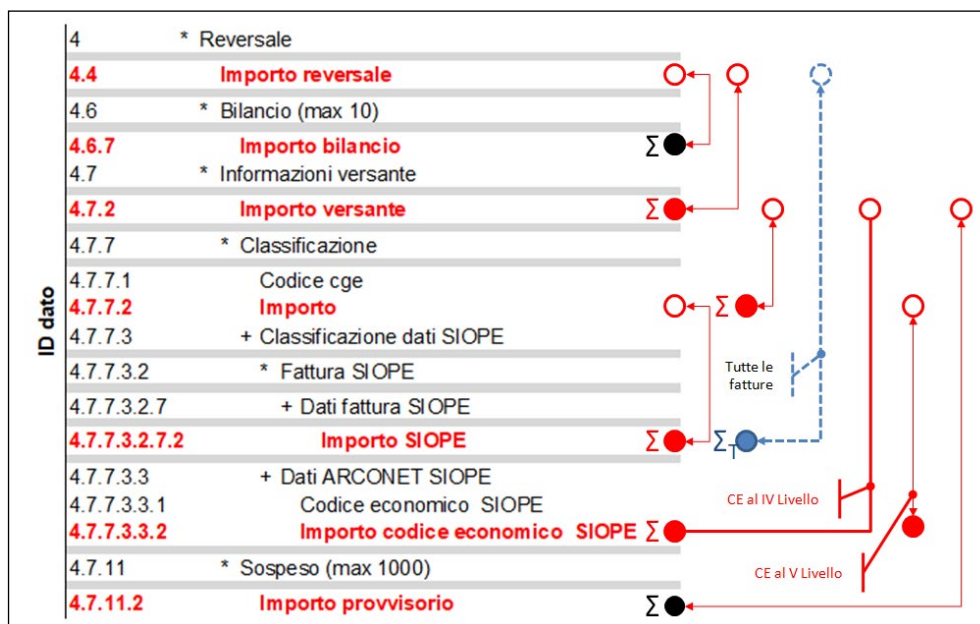 ID dato
4 * Reversale
4.4 Importo reversale
4.6 * Bilancio (max 10)
4.6.7 Importo bilancio Σ
4.7 * Informazioni versante
4.7.2 Importo versante Σ
4.7.7 * Classificazione
4.7.7.1 Codice cge
4.7.7.2 Importo Σ
4.7.7.3 + Classificazione dati SIOPE
4.7.7.3.2 * Fattura SIOPE
Tutte le
fatture
4.7.7.3.2.7 + Dati fattura SIOPE
4.7.7.3.2.7.2 Importo SIOPE Σ ΣT
4.7.7.3.3 + Dati ARCONET SIOPE
4.7.7.3.3.1 Codice economico SIOPE
CE al IV Livello
4.7.7.3.3.2 Importo codice economico SIOPE Σ
4.7.11 * Sospeso (max 1000)
CE al V Livello
4.7.11.2 Importo provvisorio Σ